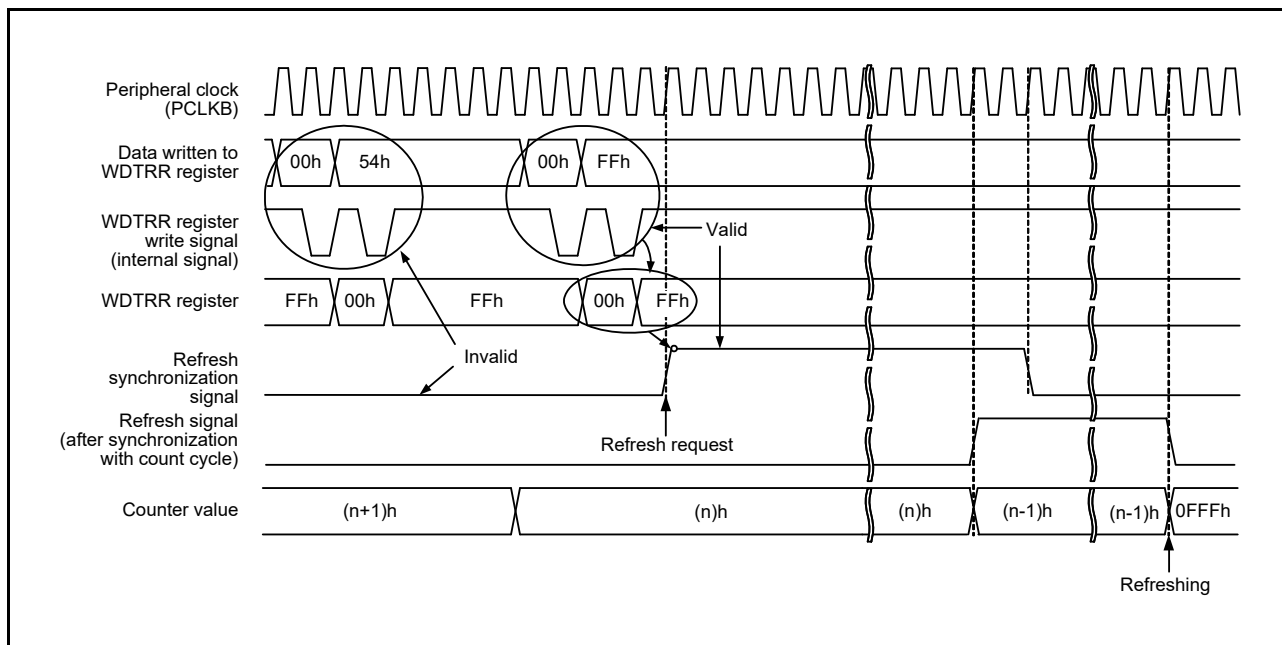 Peripheral clock
(PCLKB)
Data written to
WDTRR register
00h
54h
00h
FFh
WDTRR register
write signal
(internal signal)
Valid
WDTRR register
FFh
00h
FFh
00h
FFh
Invalid
Refresh
synchronization
signal
Refresh request
Refresh signal
(after synchronization
with count cycle)
Counter value
(n+1)h
(n)h
(n)h
(n-1)h
(n-1)h
0FFFh
Refreshing